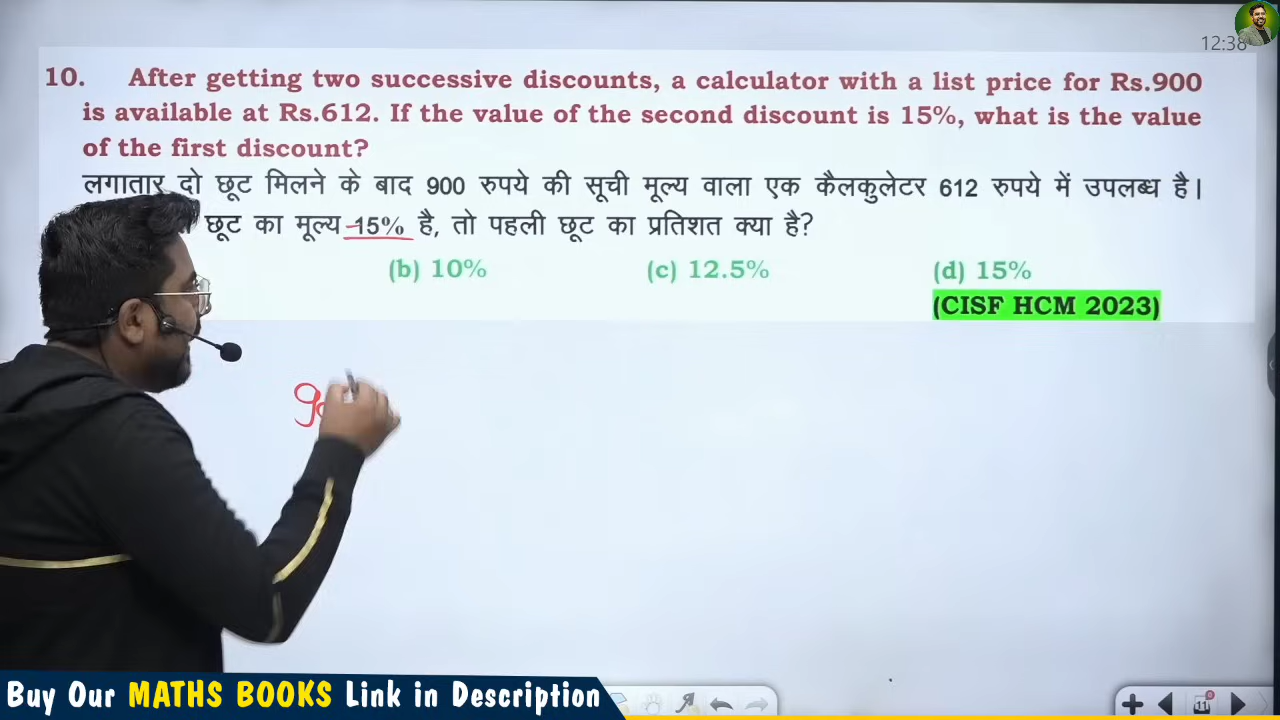 12:38
10. After getting two successive discounts, a calculator with a list price for Rs.900
is available at Rs.612. If the value of the second discount is 15%, what is the value
of the first discount?
लगातार दो छूट मिलने के बाद 900 रुपये की सूची मूल्य वाला एक कैलकुलेटर 612 रुपये में उपलब्ध है।
छूट का मूल्य 15% है, तो पहली छूट का प्रतिशत क्या है?
(b) 10% (c) 12.5% (d) 15%
(CISF HCM 2023)
Buy Our MATHS BOOKS Link in Description
11